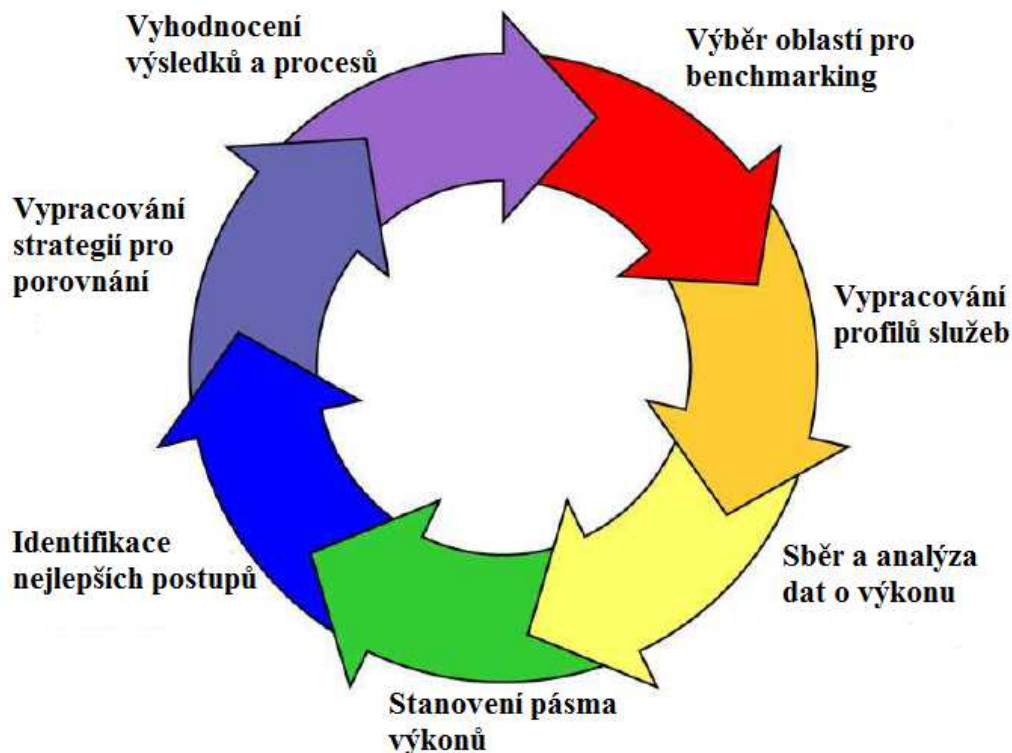 Vyhodnocení
výsledků a procesů
Výběr oblastí pro
benchmarking
Vypracování
profilů služeb
Sběr a analýza
dat o výkonu
Stanovení pásma
výkonů
Identifikace
nejlepších postupů
Vypracování
strategií pro
porovnání